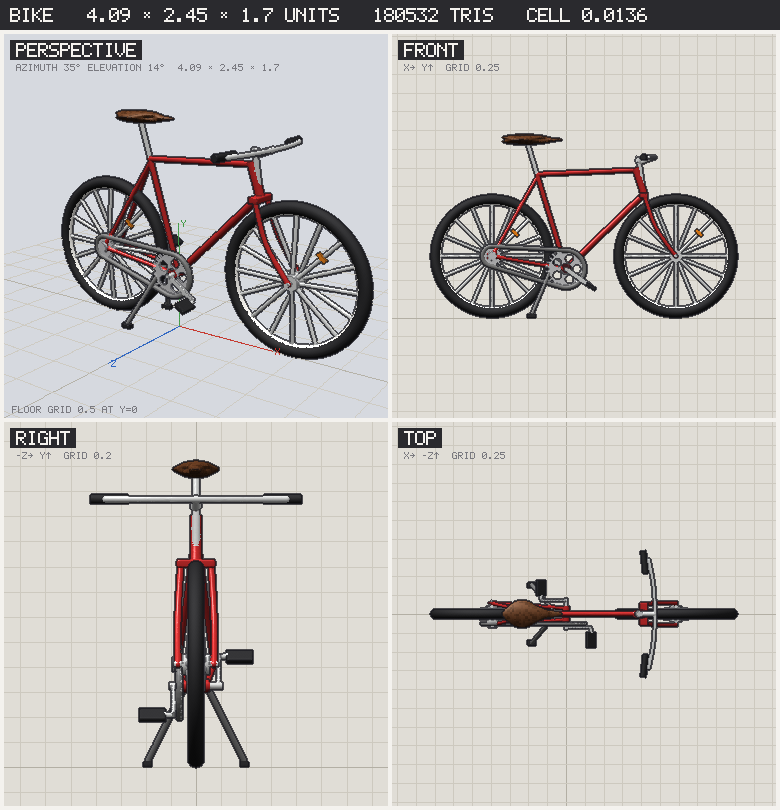 BIKE 4.09 × 2.45 × 1.7 UNITS 180532 TRIS CELL 0.0136
PERSPECTIVE
AZIMUTH 35° ELEVATION 14° 4.09 × 2.45 × 1.7
Y
X
Z
FLOOR GRID 0.5 AT Y=0
FRONT
X→ Y↑ GRID 0.25
RIGHT
-Z→ Y↑ GRID 0.2
TOP
X→ -Z↑ GRID 0.25